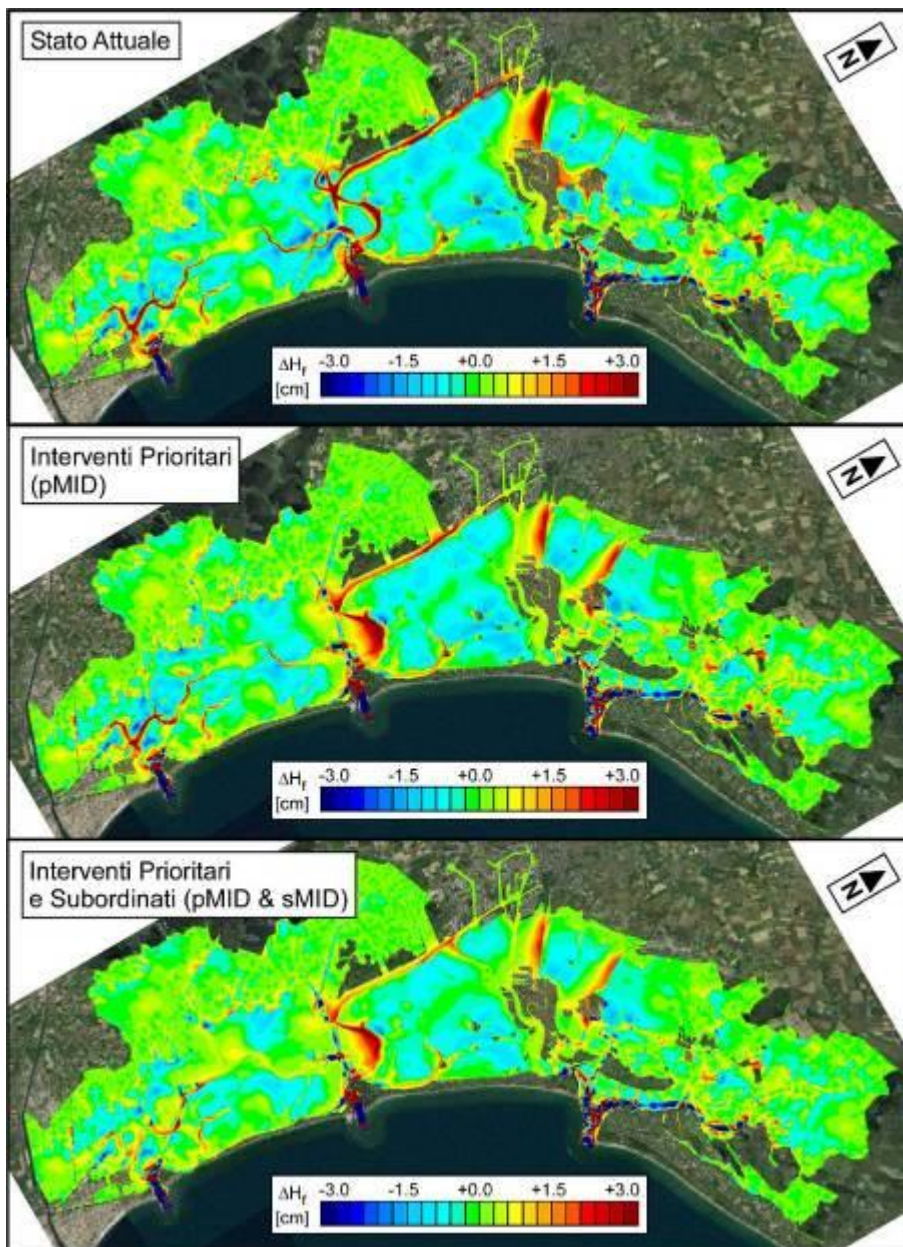 Stato Attuale
N
ΔHf -3.0 -1.5 +0.0 +1.5 +3.0
[cm]
Interventi Prioritari
(pMID)
N
ΔHf -3.0 -1.5 +0.0 +1.5 +3.0
[cm]
Interventi Prioritari
e Subordinati (pMID & sMID)
N
ΔHf -3.0 -1.5 +0.0 +1.5 +3.0
[cm]